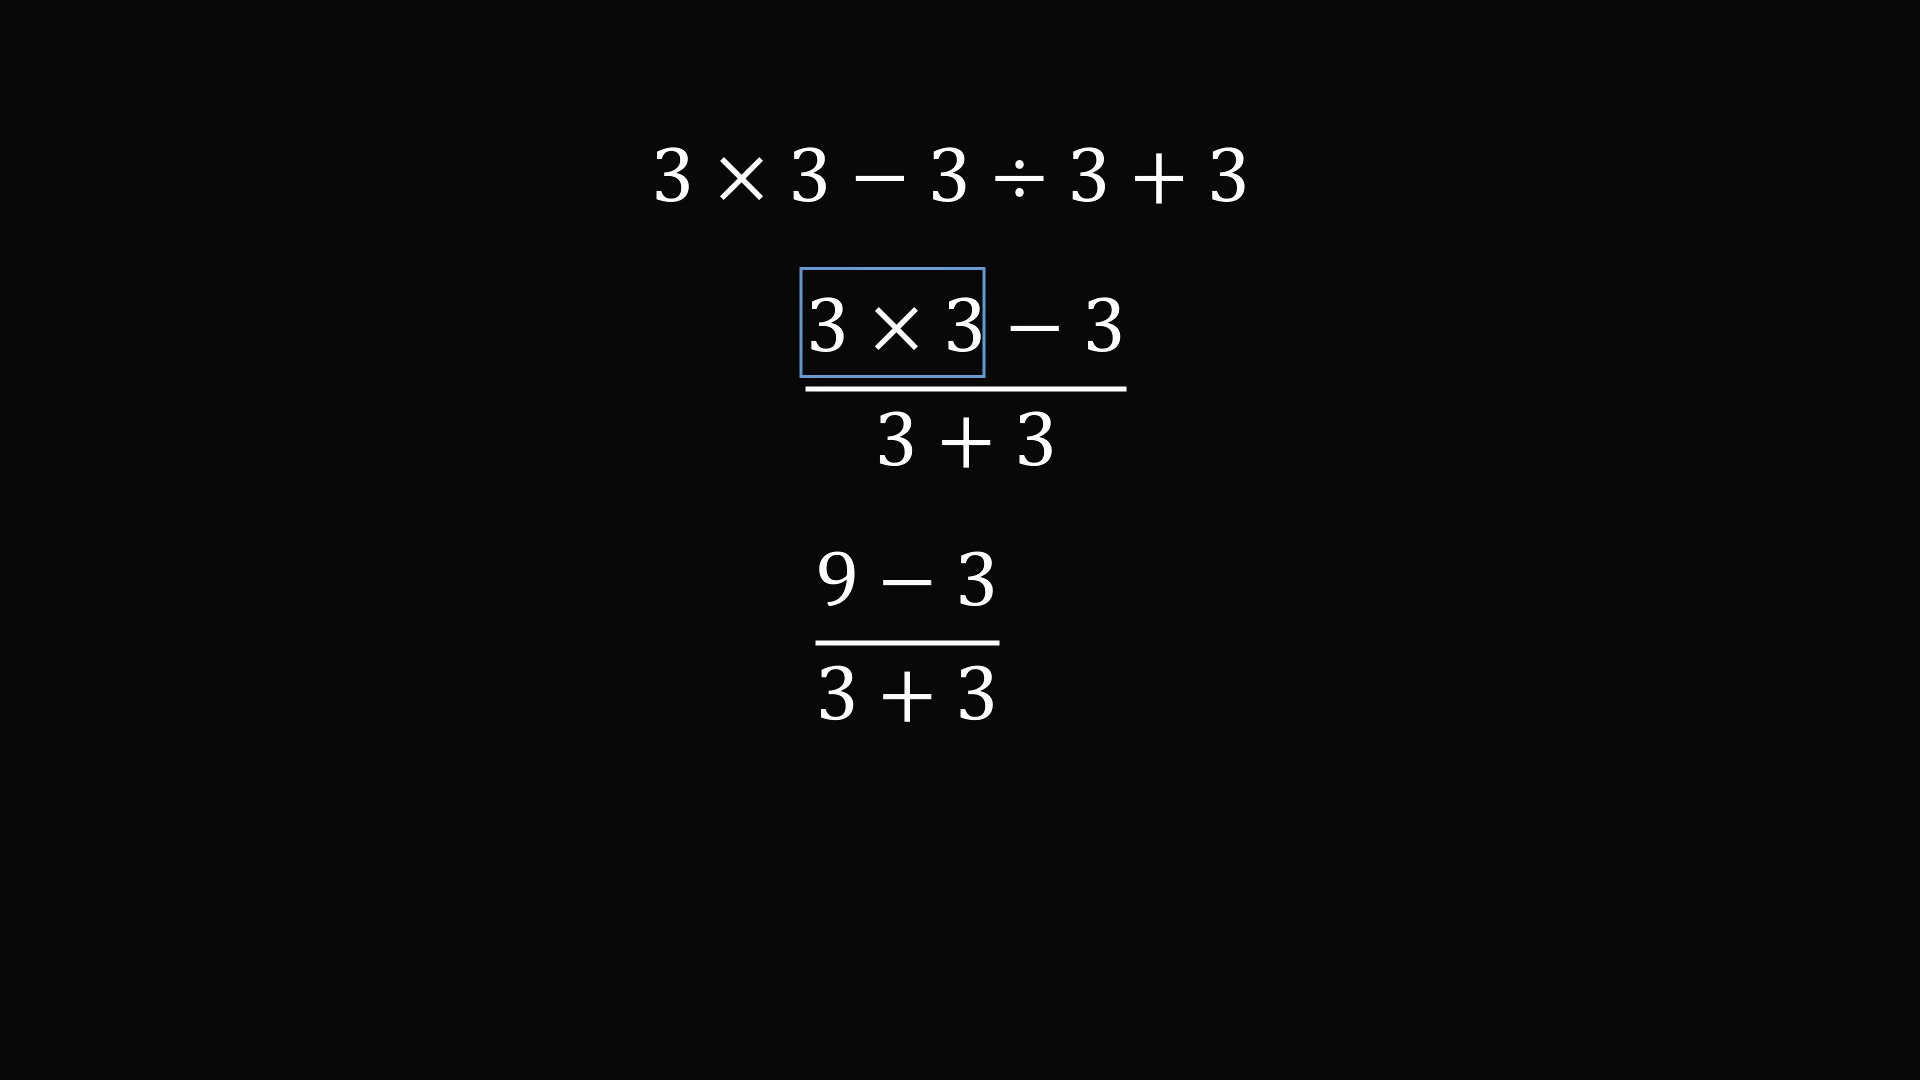 3 × 3 − 3 ÷ 3 + 3
3 × 3 − 3
3 + 3
9 − 3
3 + 3